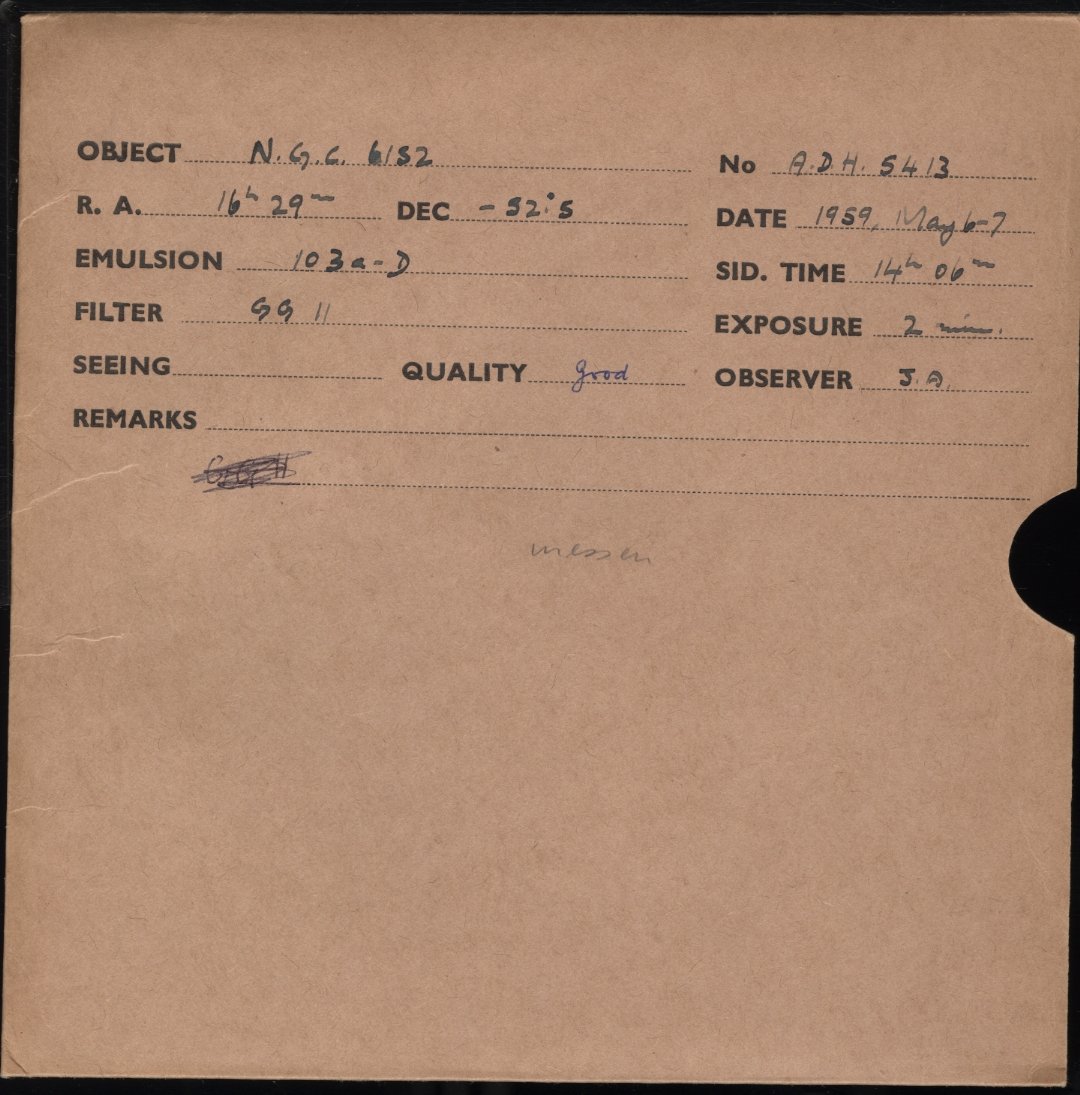 OBJECT N.G.C. 6152 No A.D.H. 5413
R. A. 16ʰ 29ᵐ DEC - 52°.5 DATE 1959, May 6-7
EMULSION 103a-D SID. TIME 14ʰ 06ᵐ
FILTER GG 11 EXPOSURE 2 min.
SEEING QUALITY good OBSERVER J.A.
REMARKS
messen